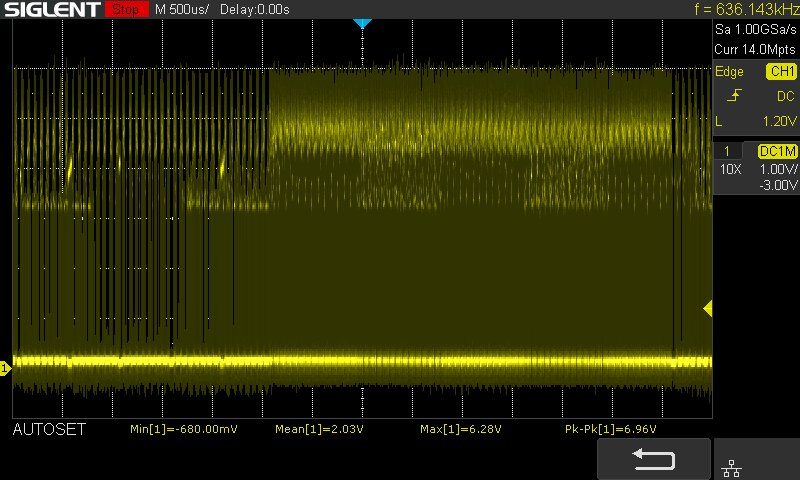 SIGLENT Stop M 500us/ Delay:0.00s f = 636.143kHz
Sa 1.00GSa/s
Curr 14.0Mpts
Edge CH1
DC
L 1.20V
1 DC1M
10X 1.00V/
-3.00V
1
AUTOSET Min[1]=-680.00mV Mean[1]=2.03V Max[1]=6.28V Pk-Pk[1]=6.96V